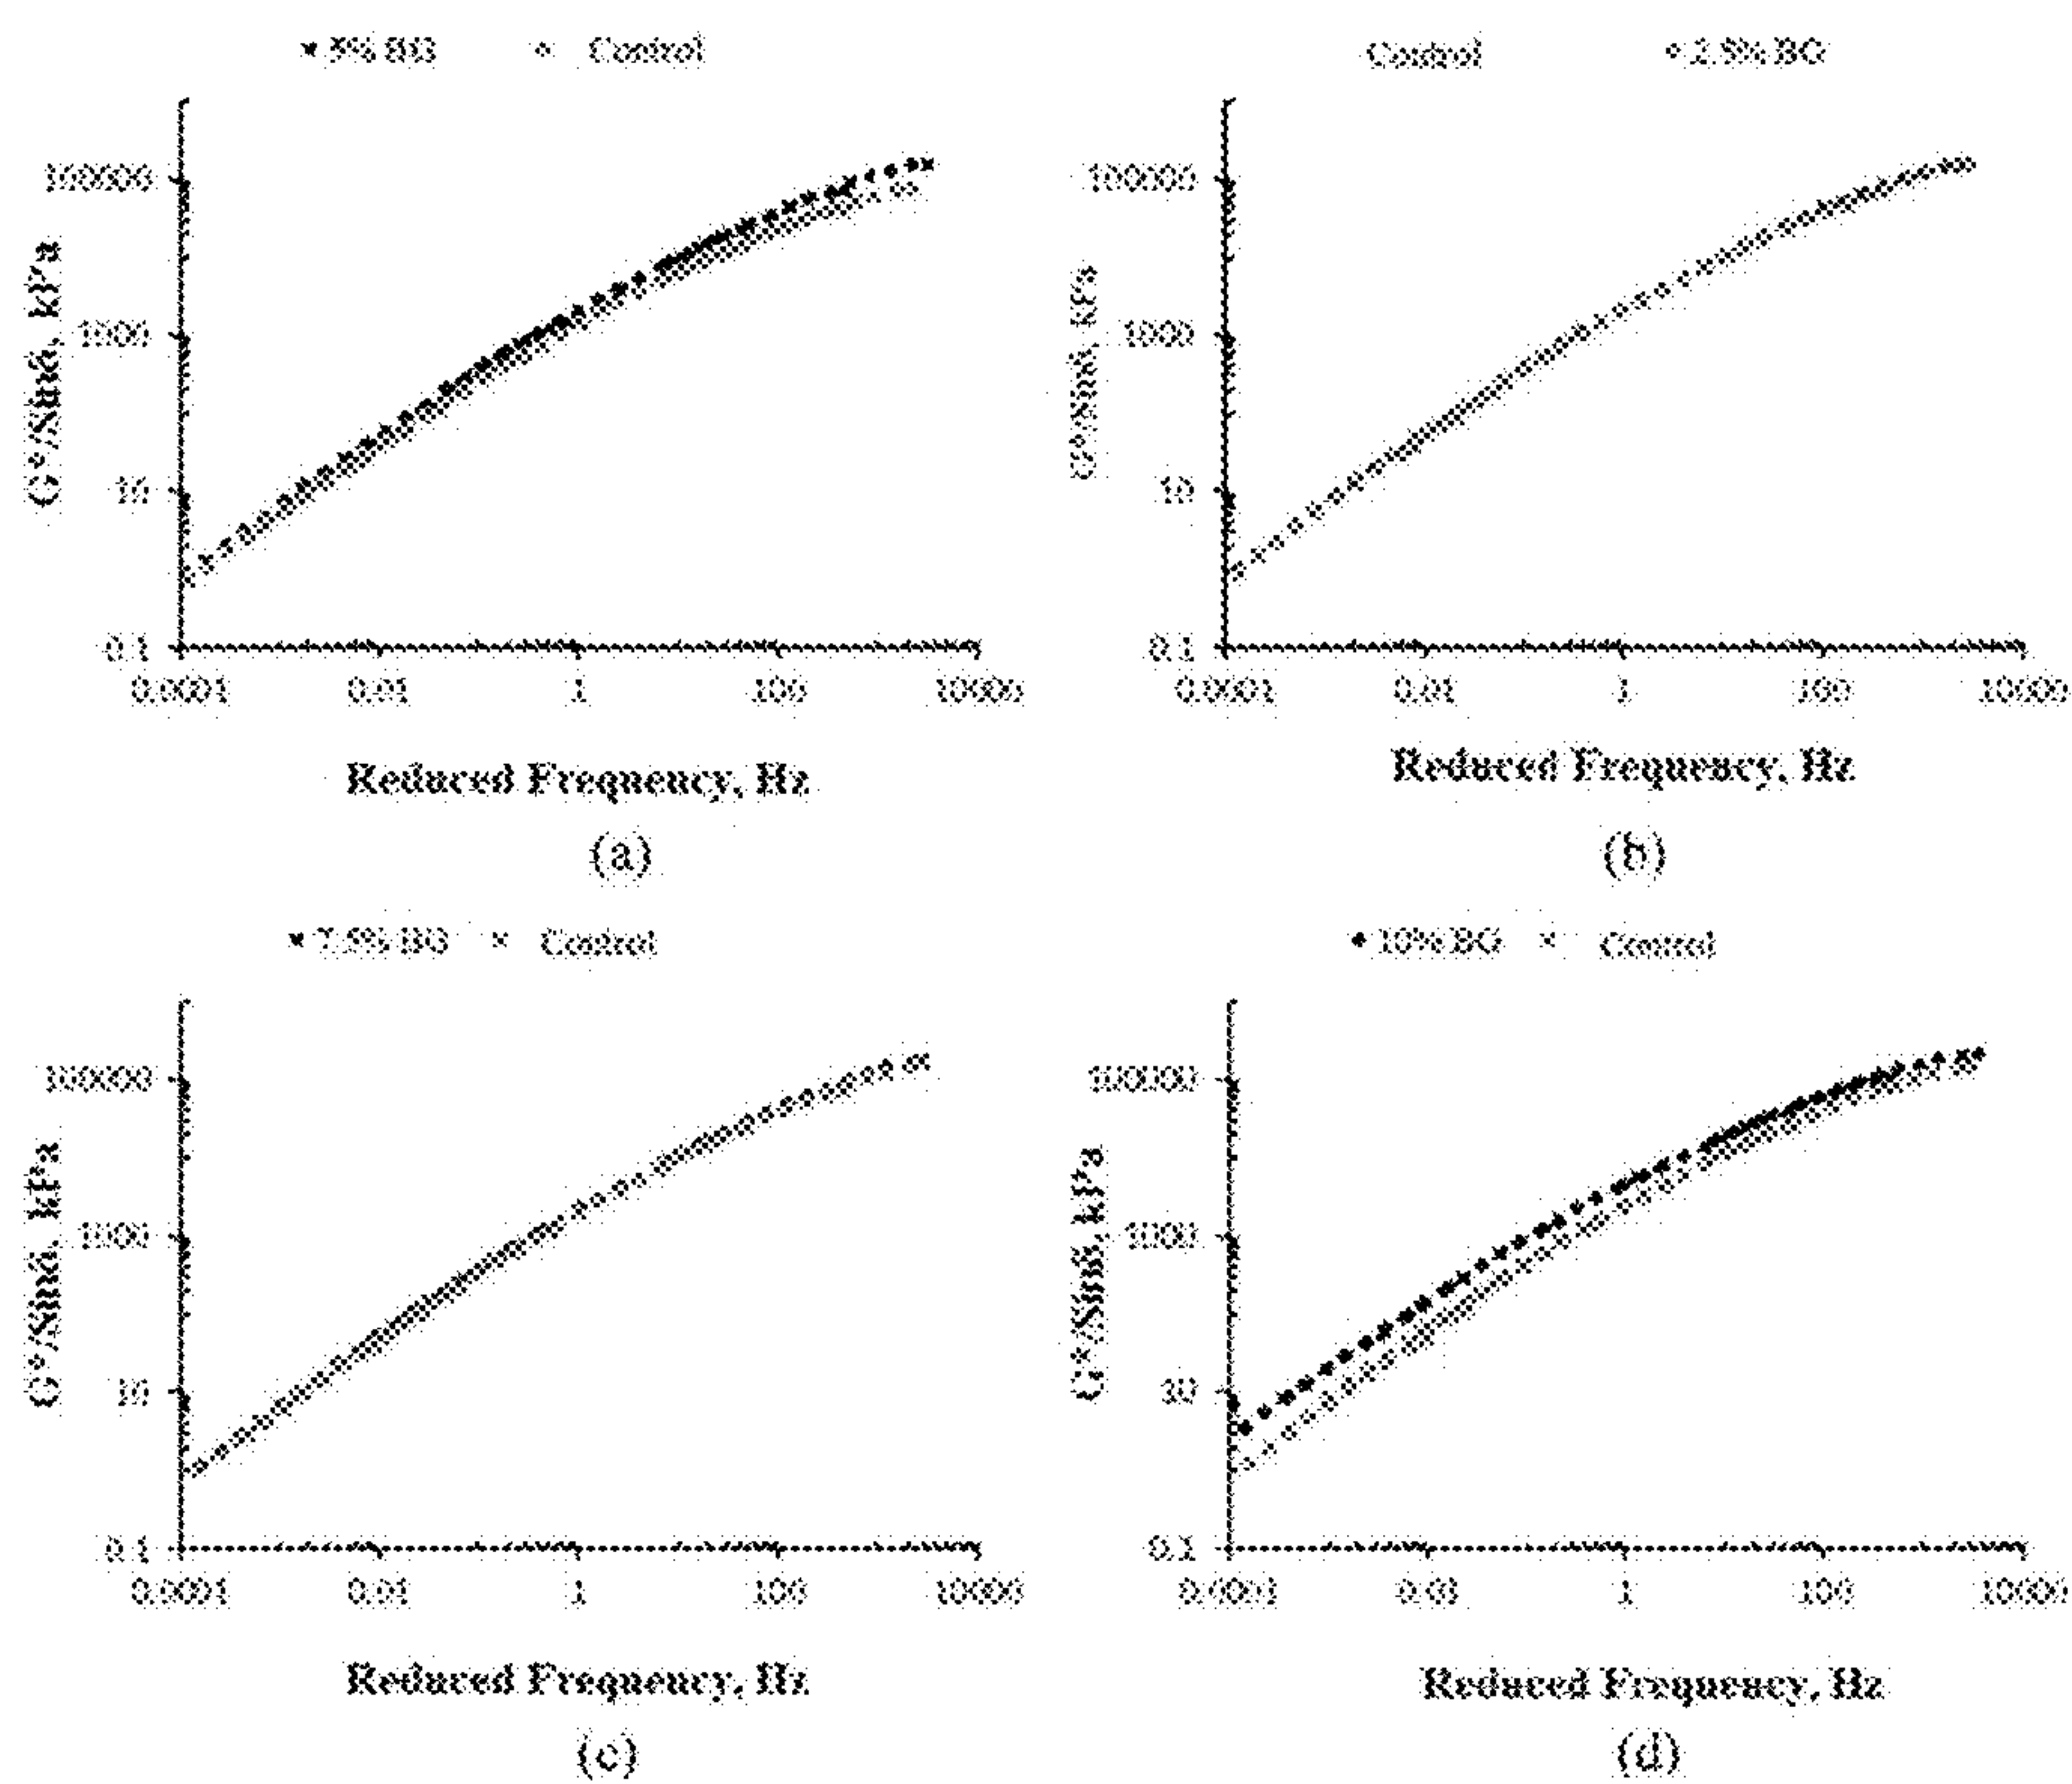 5% BG Control
100000
1000
10
0.1
0.0001 0.01 1 100 10000
G*/Sinδ, kPa
Reduced Frequency, Hz
(a)
Control 2.5% BG
100000
1000
10
0.1
0.0001 0.01 1 100 10000
G*/Sinδ, kPa
Reduced Frequency, Hz
(b)
7.5% BG Control
100000
1000
10
0.1
0.0001 0.01 1 100 10000
G*/Sinδ, kPa
Reduced Frequency, Hz
(c)
10% BG Control
100000
1000
10
0.1
0.0001 0.01 1 100 10000
G*/Sinδ, kPa
Reduced Frequency, Hz
(d)